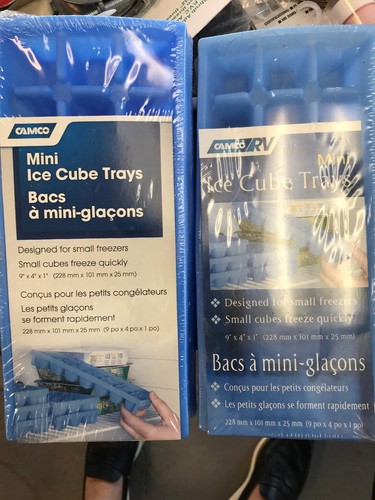 CAMCO
Mini
Ice Cube Trays
Bacs
à mini-glaçons
Designed for small freezers
Small cubes freeze quickly
9" x 4" x 1" (228 mm x 101 mm x 25 mm)
Conçus pour les petits congélateurs
Les petits glaçons
se forment rapidement
228 mm x 101 mm x 25 mm (9 po x 4 po x 1 po)
CAMCO RV
Mini
Ice Cube Trays
❖ Designed for small freezers
❖ Small cubes freeze quickly
9" x 4" x 1" (228 mm x 101 mm x 25 mm)
Bacs à mini-glaçons
❖ Conçus pour les petits congélateurs
❖ Les petits glaçons se forment rapidement
228 mm x 101 mm x 25 mm (9 po x 4 po x 1 po)